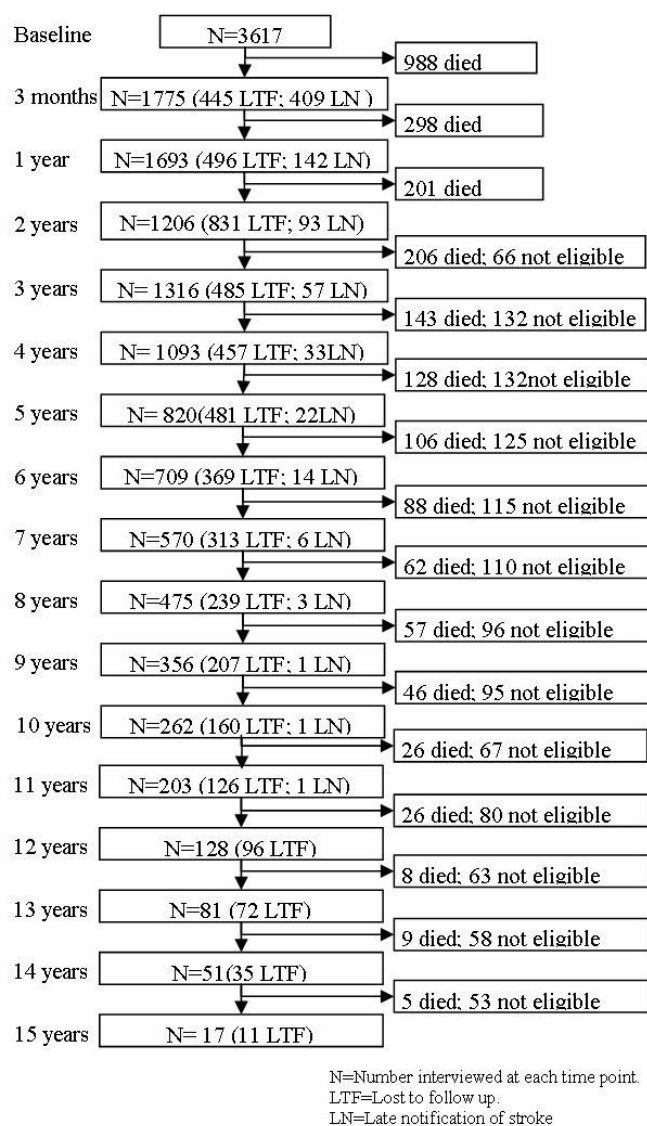 Baseline
N=3617
988 died
3 months
N=1775 (445 LTF; 409 LN )
298 died
1 year
N=1693 (496 LTF; 142 LN)
201 died
2 years
N=1206 (831 LTF; 93 LN)
206 died; 66 not eligible
3 years
N= 1316 (485 LTF; 57 LN)
143 died; 132 not eligible
4 years
N= 1093 (457 LTF; 33LN)
128 died; 132not eligible
5 years
N= 820(481 LTF; 22LN)
106 died; 125 not eligible
6 years
N=709 (369 LTF; 14 LN)
88 died; 115 not eligible
7 years
N=570 (313 LTF; 6 LN)
62 died; 110 not eligible
8 years
N=475 (239 LTF; 3 LN)
57 died; 96 not eligible
9 years
N=356 (207 LTF; 1 LN)
46 died; 95 not eligible
10 years
N=262 (160 LTF; 1 LN)
26 died; 67 not eligible
11 years
N=203 (126 LTF; 1 LN)
26 died; 80 not eligible
12 years
N=128 (96 LTF)
8 died; 63 not eligible
13 years
N=81 (72 LTF)
9 died; 58 not eligible
14 years
N=51(35 LTF)
5 died; 53 not eligible
15 years
N= 17 (11 LTF)
N=Number interviewed at each time point.
LTF=Lost to follow up.
LN=Late notification of stroke